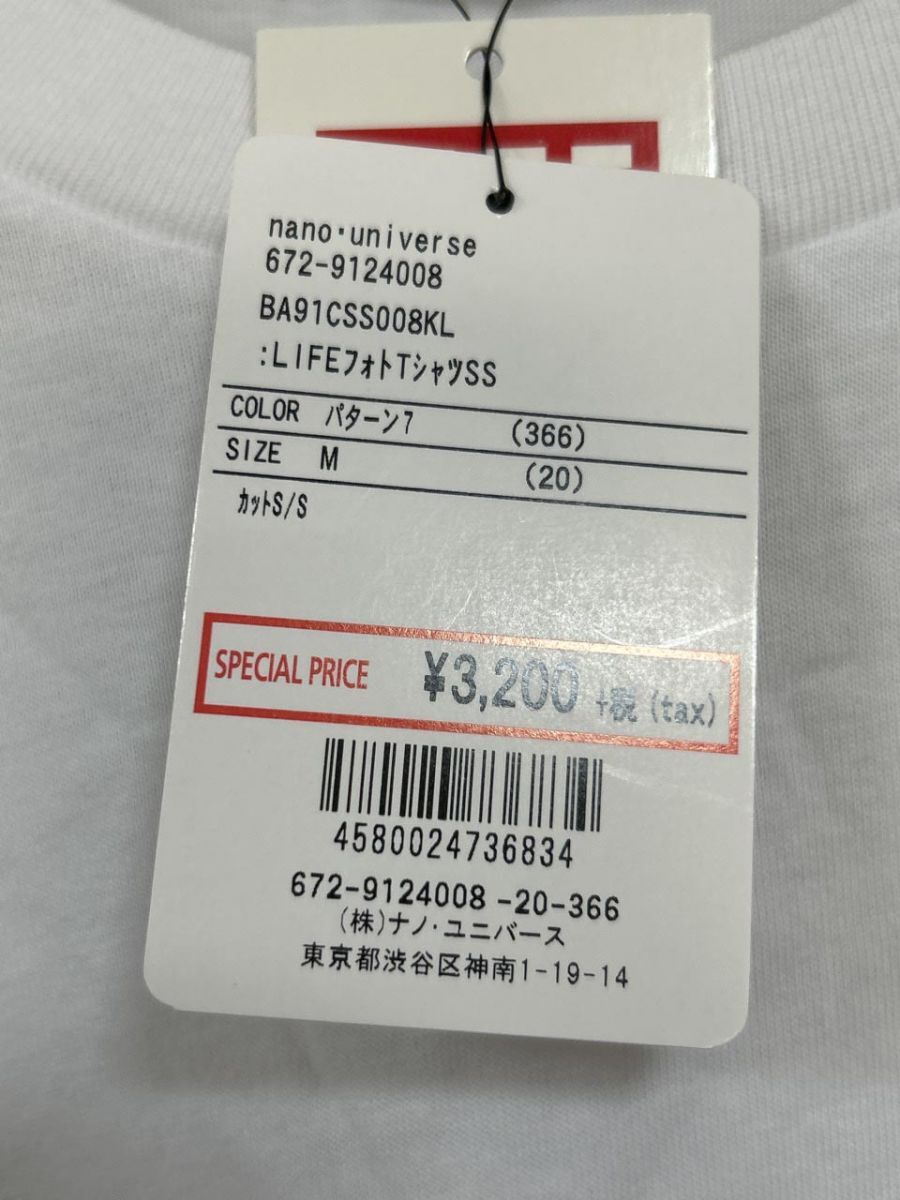 nano･universe
672-9124008
BA91CSS008KL
:LIFEﾌｫﾄTｼｬﾂSS
COLOR ﾊﾟﾀｰﾝ7 (366)
SIZE M (20)
ｶｯﾄS/S
SPECIAL PRICE ¥3,200 +税 (tax)
4580024736834
672-9124008 -20-366
(株)ナノ･ユニバース
東京都渋谷区神南1-19-14